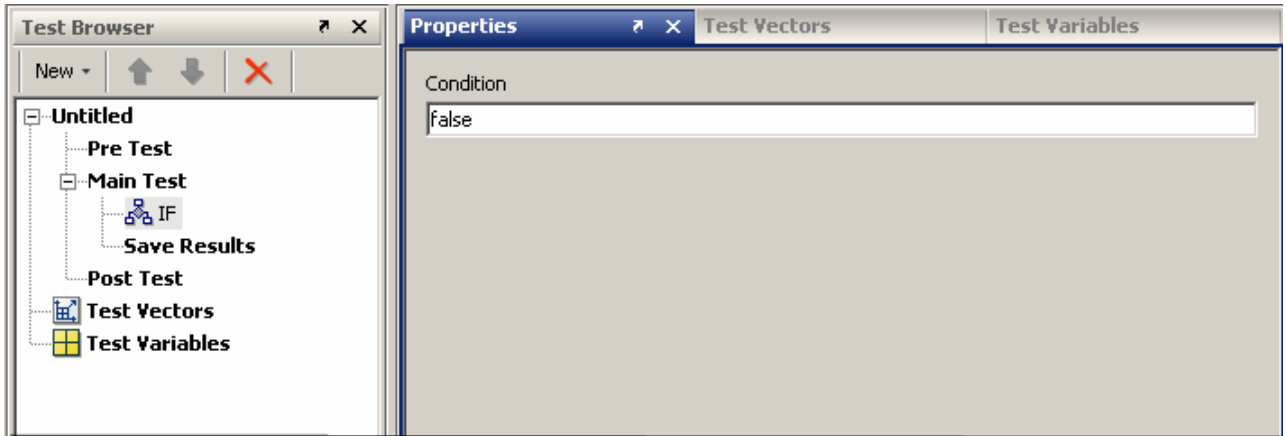 Test Browser
New
Untitled
Pre Test
Main Test
IF
Save Results
Post Test
Test Vectors
Test Variables
Properties
Test Vectors
Test Variables
Condition
false